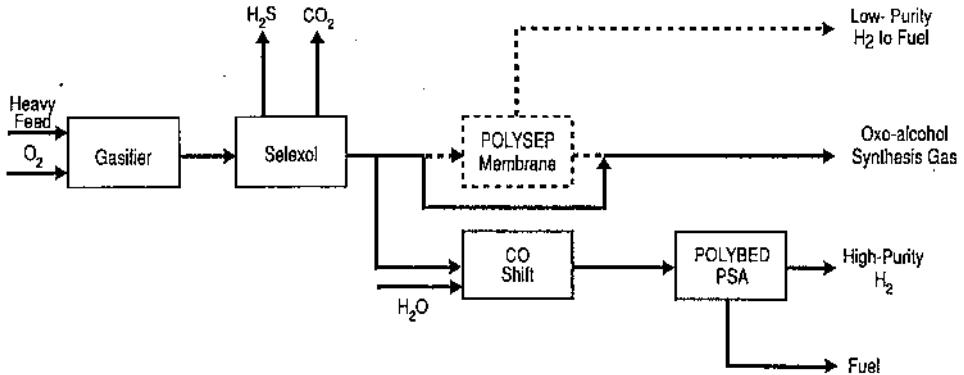 H₂S
CO₂
Low- Purity
H₂ to Fuel
Heavy
Feed
O₂
Gasifier
Selexol
POLYSEP
Membrane
Oxo-alcohol
Synthesis Gas
CO
Shift
H₂O
POLYBED
PSA
High-Purity
H₂
Fuel